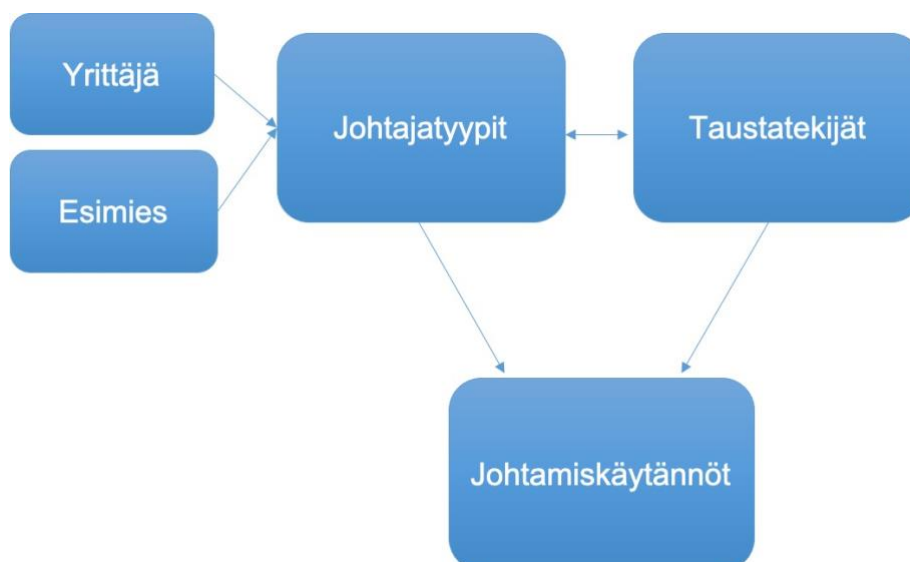 Yrittäjä
Esimies
Johtajatyypit
Taustatekijät
Johtamiskäytännöt